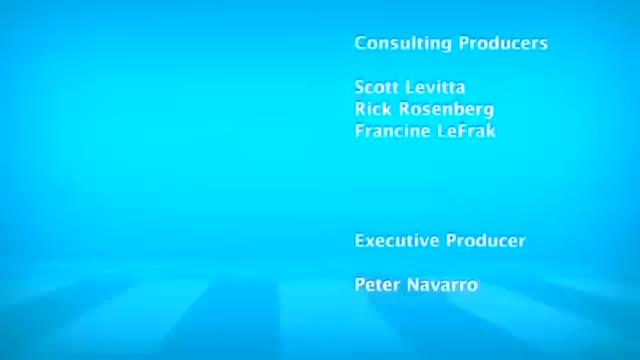 Consulting Producers
Scott Levitta
Rick Rosenberg
Francine LeFrak
Executive Producer
Peter Navarro